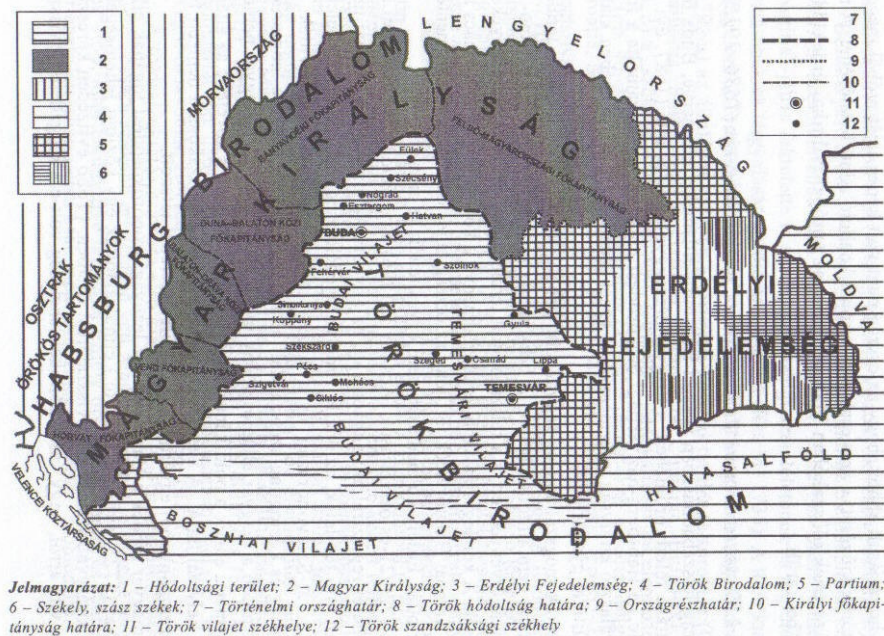 1
2
3
4
5
6
7
8
9
10
11
12
LENGYELORSZÁG
MORVAORSZÁG
OSZTRÁK
ÖRÖKÖS TARTOMÁNYOK
HABSBURG BIRODALOM
MAGYAR KIRÁLYSÁG
BÁNYAVIDÉKI FŐKAPITÁNYSÁG
FELSŐ-MAGYARORSZÁGI FŐKAPITÁNYSÁG
DUNA-BALATON KÖZI
FŐKAPITÁNYSÁG
FŐKAPITÁNYSÁG
FŐKAPITÁNYSÁG
HORVÁT FŐKAPITÁNYSÁG
Fülek
Szécsény
Nógrád
Esztergom
Hatvan
BUDA
Fehérvár
Szolnok
Simontornya
Koppány
Szekszárd
Gyula
Szeged
Csanád
Lippa
Pécs
Szigetvár
Mohács
Siklós
TEMESVÁR
BUDAI VILAJET
TEMESVÁRI VILAJET
BUDAI VILAJET
TÖRÖK BIRODALOM
ERDÉLYI
FEJEDELEMSÉG
MOLDVA
HAVASALFÖLD
BOSZNIAI VILAJET
VELENCEI KÖZTÁRSASÁG
Jelmagyarázat: 1 – Hódoltsági terület; 2 – Magyar Királyság; 3 – Erdélyi Fejedelemség; 4 – Török Birodalom; 5 – Partium;
6 – Székely, szász székek; 7 – Történelmi országhatár; 8 – Török hódoltság határa; 9 – Országrészhatár; 10 – Királyi főkapi-
tányság határa; 11 – Török vilajet székhelye; 12 – Török szandzsáksági székhely